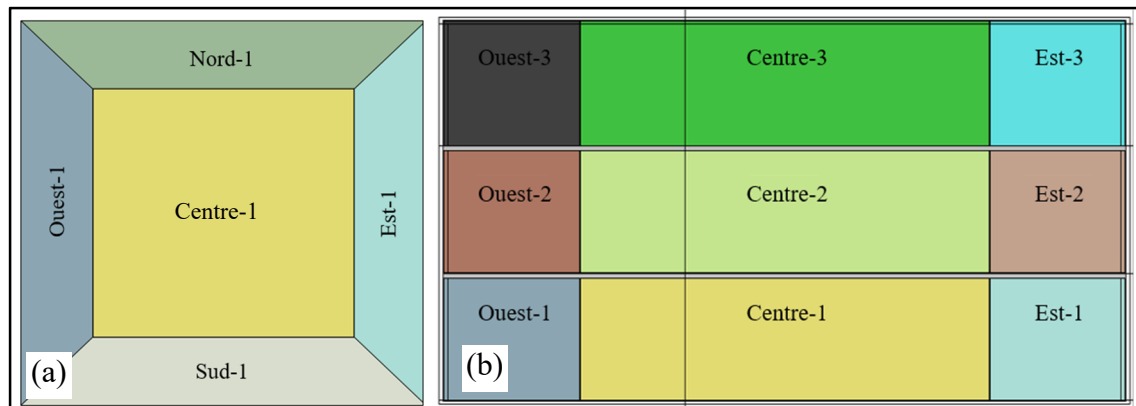 Nord-1
Ouest-1
Centre-1
Est-1
Sud-1
(a)
Ouest-3
Centre-3
Est-3
Ouest-2
Centre-2
Est-2
Ouest-1
Centre-1
Est-1
(b)